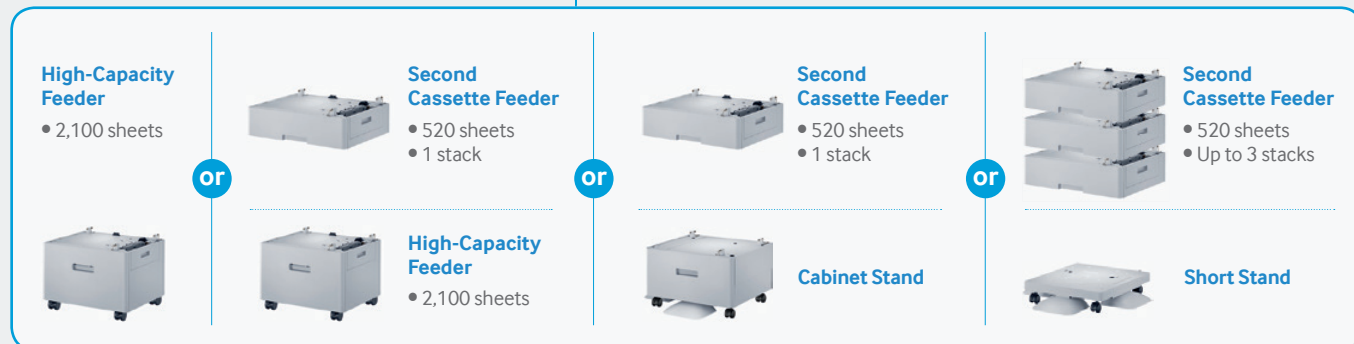 High-Capacity
Feeder
• 2,100 sheets
or
Second
Cassette Feeder
• 520 sheets
• 1 stack
High-Capacity
Feeder
• 2,100 sheets
or
Second
Cassette Feeder
• 520 sheets
• 1 stack
Cabinet Stand
or
Second
Cassette Feeder
• 520 sheets
• Up to 3 stacks
Short Stand